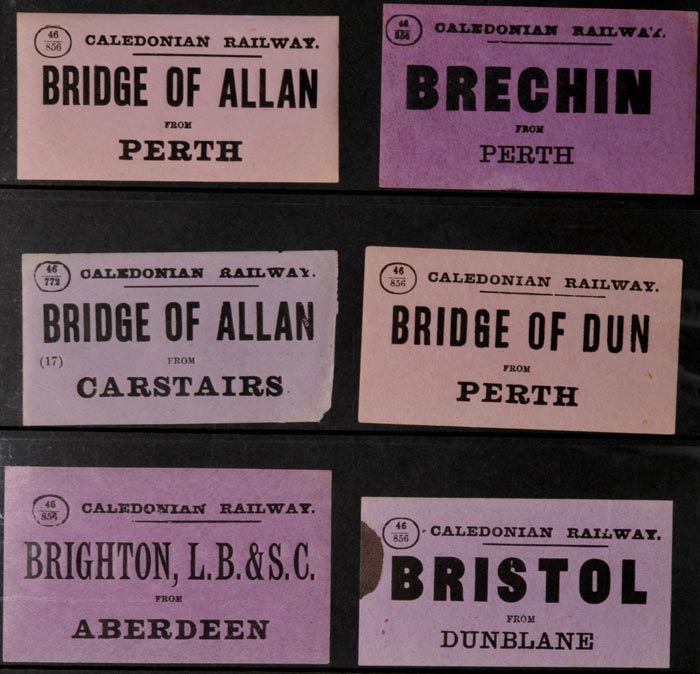 46
856
CALEDONIAN RAILWAY.
BRIDGE OF ALLAN
FROM
PERTH
46
856
CALEDONIAN RAILWAY.
BRECHIN
FROM
PERTH
46
772
CALEDONIAN RAILWAY.
BRIDGE OF ALLAN
(17)
FROM
CARSTAIRS
46
856
CALEDONIAN RAILWAY.
BRIDGE OF DUN
FROM
PERTH
46
856
CALEDONIAN RAILWAY.
BRIGHTON, L.B.&S.C.
FROM
ABERDEEN
46
856
CALEDONIAN RAILWAY.
BRISTOL
FROM
DUNBLANE